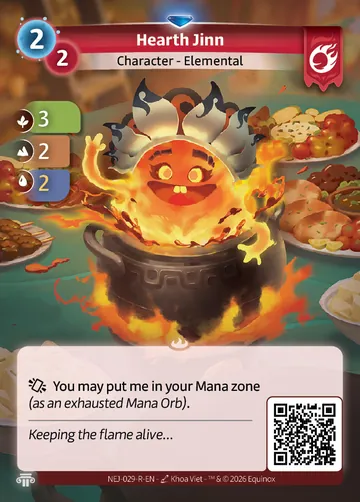 2
2
Hearth Jinn
Character - Elemental
3
2
2
You may put me in your Mana zone
(as an exhausted Mana Orb).
Keeping the flame alive...
NEJ-029-R-EN - Khoa Viet - ™ & © 2026 Equinox